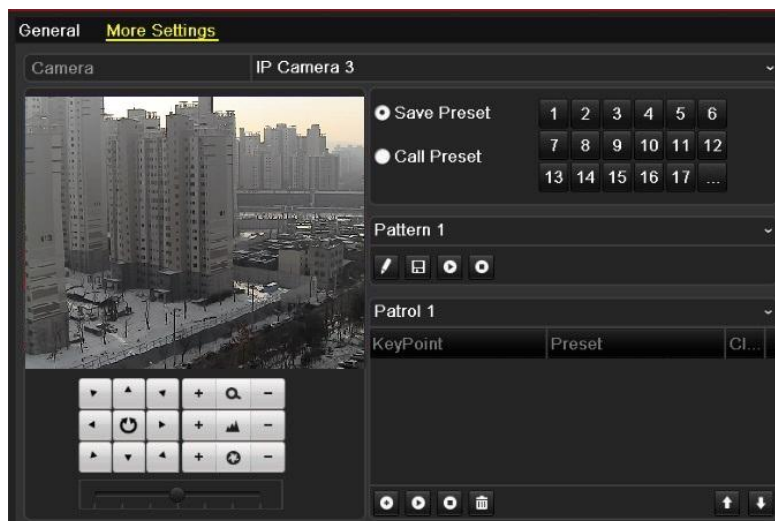 General More Settings
Camera IP Camera 3
Save Preset
Call Preset
1 2 3 4 5 6
7 8 9 10 11 12
13 14 15 16 17 ...
Pattern 1
Patrol 1
KeyPoint Preset Cl...